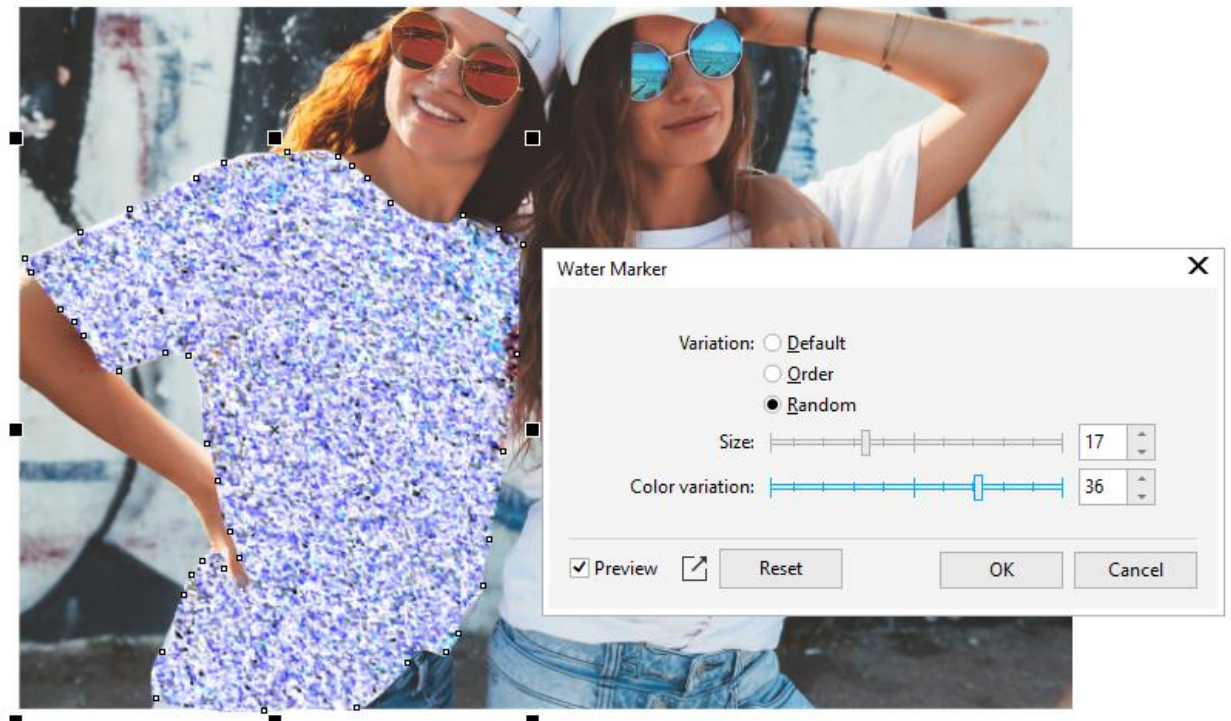 Water Marker
Variation: Default
Order
Random
Size: 17
Color variation: 36
Preview Reset OK Cancel